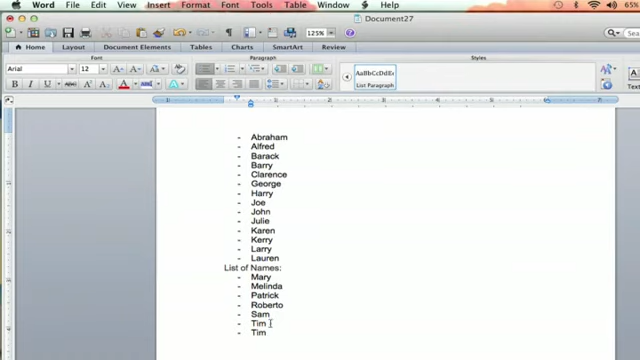 Word File Edit View Insert Format Font Tools Table Window Help 65%
Document27
125%
Home Layout Document Elements Tables Charts SmartArt Review
Font Paragraph Styles
Arial 12 AaBbCcDdEe
B I U List Paragraph
- Abraham
- Alfred
- Barack
- Barry
- Clarence
- George
- Harry
- Joe
- John
- Julie
- Karen
- Kerry
- Larry
- Lauren
List of Names:
- Mary
- Melinda
- Patrick
- Roberto
- Sam
- Tim
- Tim